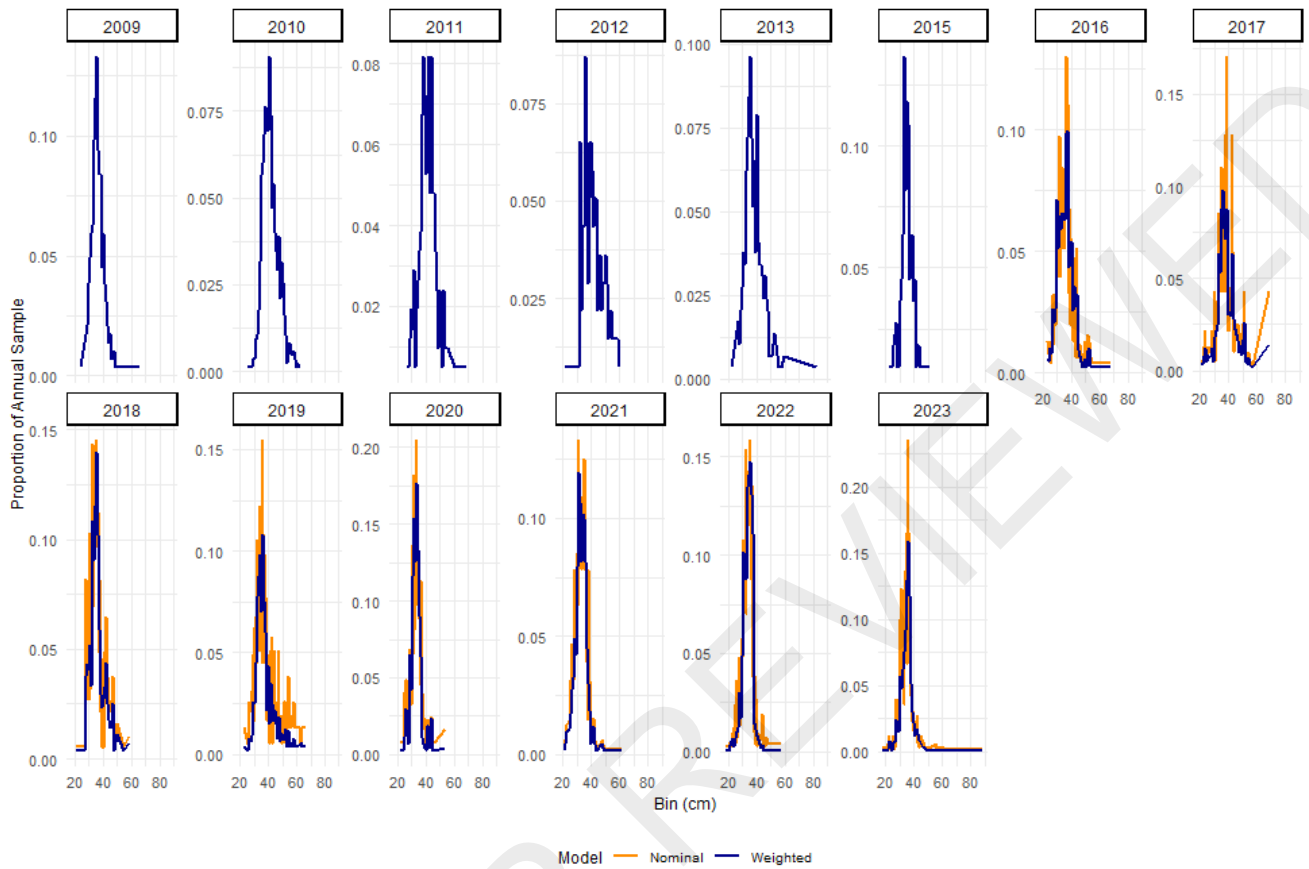 2009 2010 2011 2012 2013 2015 2016 2017
0.00 0.05 0.10
0.000 0.025 0.050 0.075
0.02 0.04 0.06 0.08
0.025 0.050 0.075
0.000 0.025 0.050 0.075 0.100
0.05 0.10
0.00 0.05 0.10
0.00 0.05 0.10 0.15
20 40 60 80 20 40 60 80
Proportion of Annual Sample
2018 2019 2020 2021 2022 2023
0.00 0.05 0.10 0.15
0.00 0.05 0.10 0.15
0.00 0.05 0.10 0.15 0.20
0.00 0.05 0.10
0.00 0.05 0.10 0.15
0.00 0.05 0.10 0.15 0.20
20 40 60 80 20 40 60 80 20 40 60 80 20 40 60 80 20 40 60 80 20 40 60 80
Bin (cm)
Model Nominal Weighted
REVIEWED